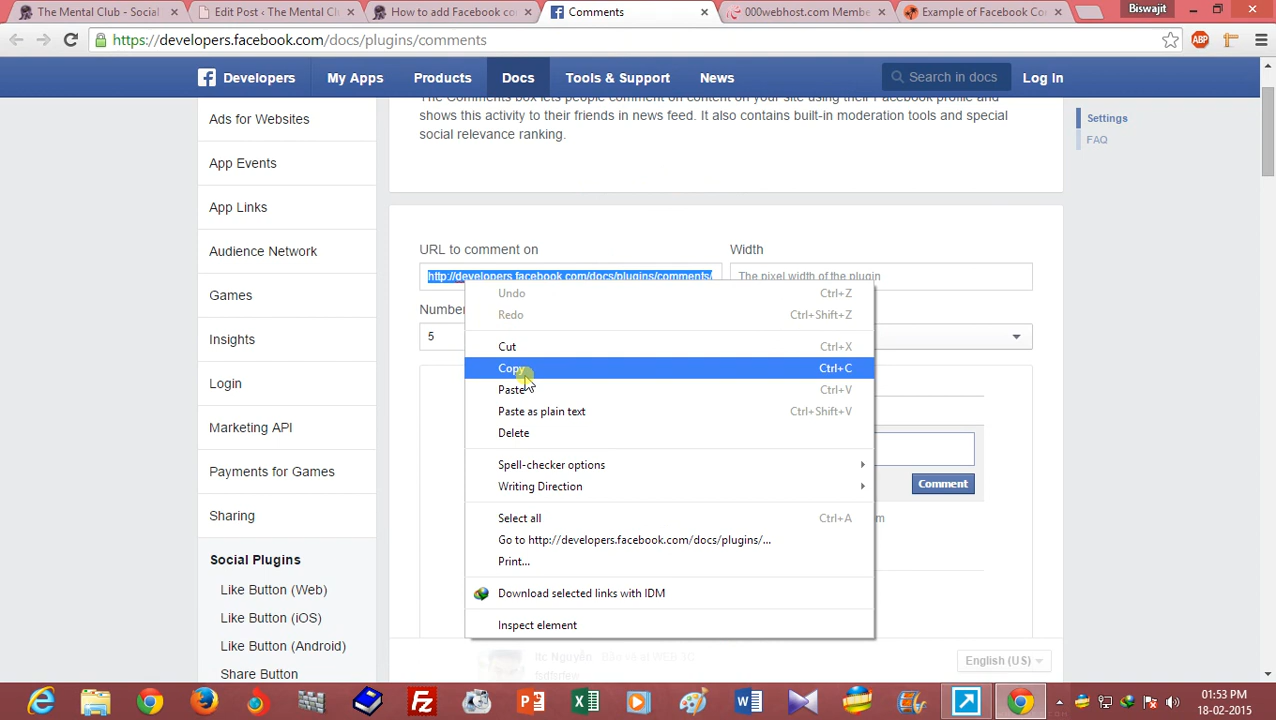 The Mental Club - Social
Edit Post ‹ The Mental C
How to add Facebook co
Comments
000webhost.com Membe
Example of Facebook Co
Biswajit
https://developers.facebook.com/docs/plugins/comments
ABP
Developers
My Apps
Products
Docs
Tools & Support
News
Search in docs
Log In
The Comments box lets people comment on content on your site using their Facebook profile and
shows this activity to their friends in news feed. It also contains built-in moderation tools and special
social relevance ranking.
Settings
FAQ
Ads for Websites
App Events
App Links
Audience Network
Games
Insights
Login
Marketing API
Payments for Games
Sharing
Social Plugins
Like Button (Web)
Like Button (iOS)
Like Button (Android)
Share Button
URL to comment on
Width
http://developers.facebook.com/docs/plugins/comments/
The pixel width of the plugin
Number
5
Undo Ctrl+Z
Redo Ctrl+Shift+Z
Cut Ctrl+X
Copy Ctrl+C
Paste Ctrl+V
Paste as plain text Ctrl+Shift+V
Delete
Spell-checker options
Writing Direction
Select all Ctrl+A
Go to http://developers.facebook.com/docs/plugins/...
Print...
Download selected links with IDM
Inspect element
Comment
m
English (US)
01:53 PM
18-02-2015